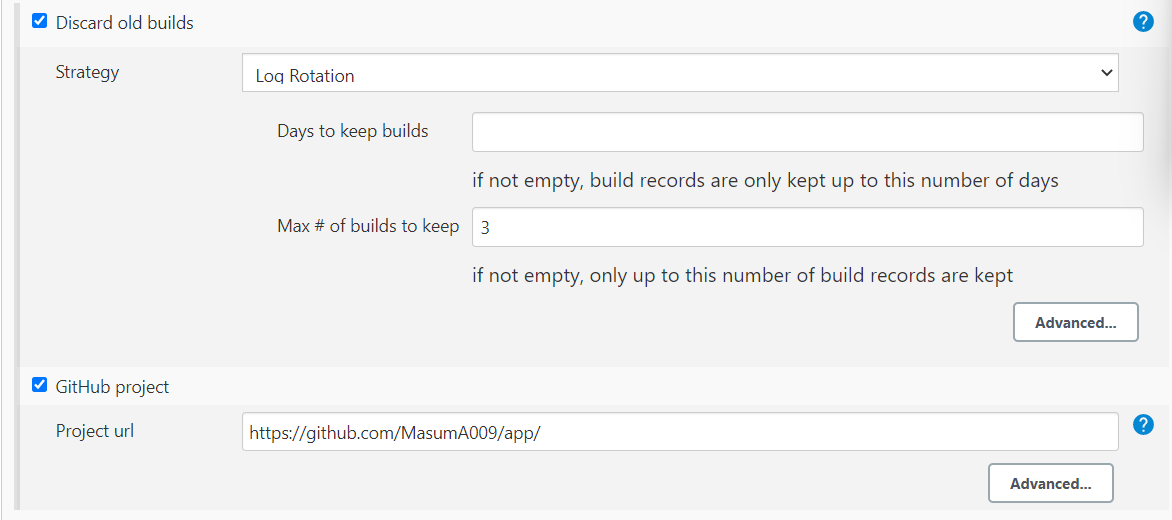 Discard old builds
?
Strategy
Log Rotation
Days to keep builds
if not empty, build records are only kept up to this number of days
Max # of builds to keep
3
if not empty, only up to this number of build records are kept
Advanced...
GitHub project
Project url
https://github.com/MasumA009/app/
?
Advanced...